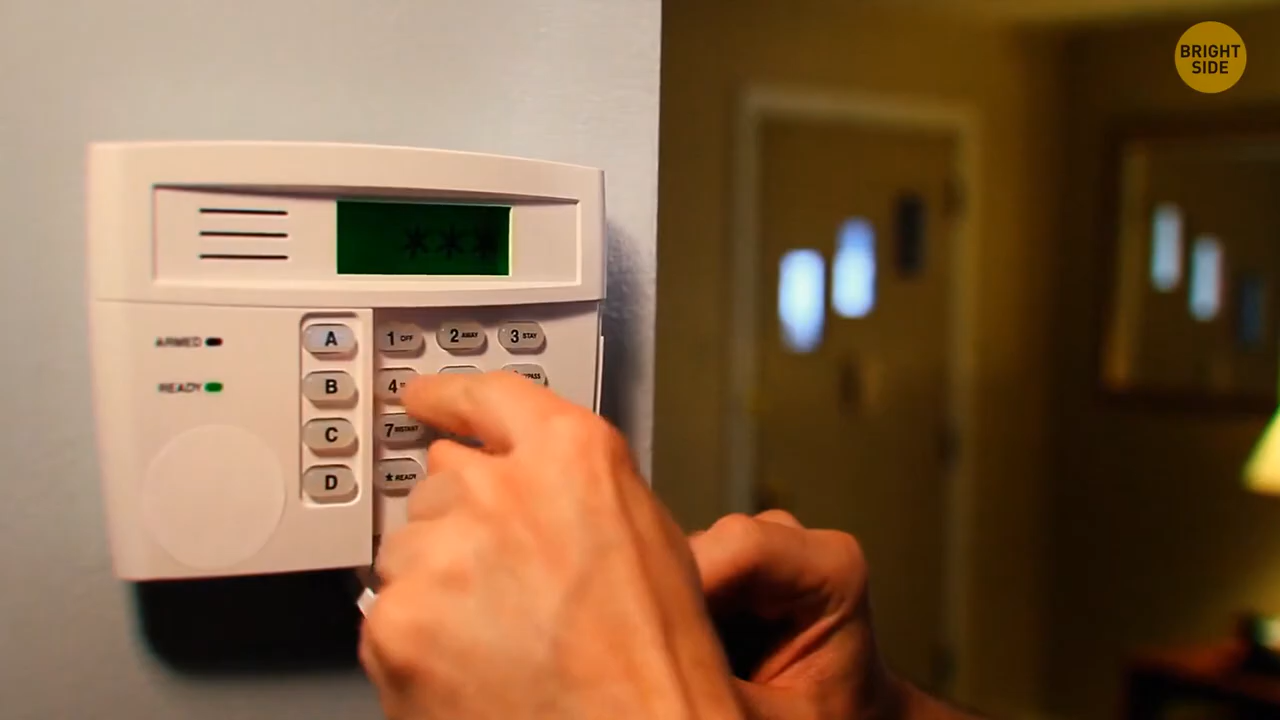 BRIGHT
SIDE
***
ARMED
READY
A
B
C
D
1 OFF
2 AWAY
3 STAY
4
7 INSTANT
* READY